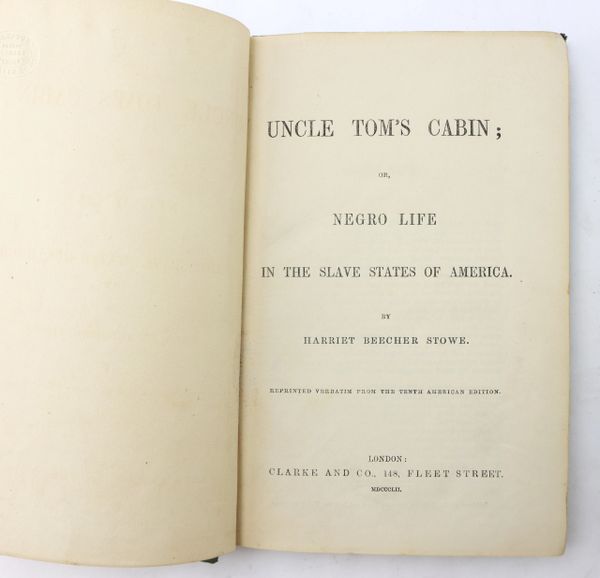 UNCLE TOM'S CABIN;
OR,
NEGRO LIFE
IN THE SLAVE STATES OF AMERICA.
BY
HARRIET BEECHER STOWE.
REPRINTED VERBATIM FROM THE TENTH AMERICAN EDITION.
LONDON:
CLARKE AND CO., 148, FLEET STREET.
MDCCCLII.